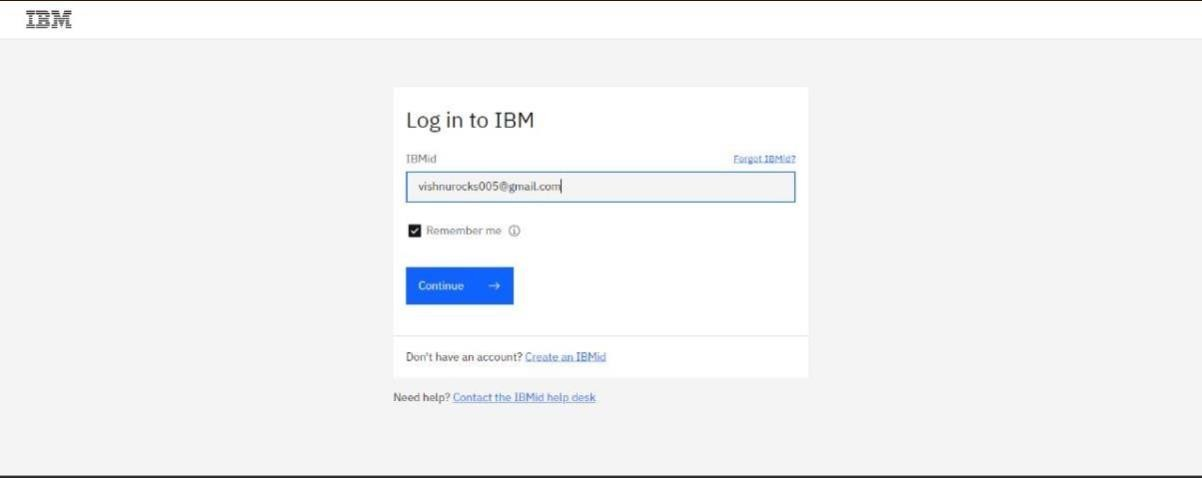 IBM
Log in to IBM
IBMid Forgot IBMid?
vishnurocks005@gmail.com
Remember me
Continue →
Don't have an account? Create an IBMid
Need help? Contact the IBMid help desk